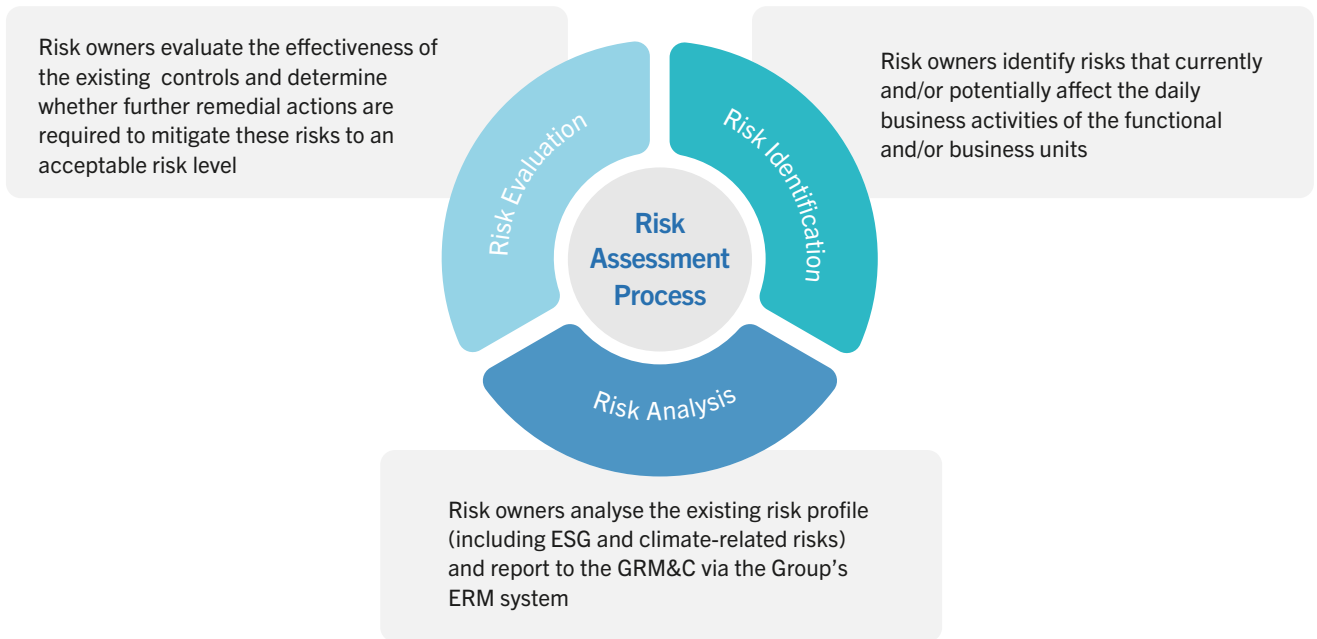 Risk owners evaluate the effectiveness of
the existing controls and determine
whether further remedial actions are
required to mitigate these risks to an
acceptable risk level
Risk owners identify risks that currently
and/or potentially affect the daily
business activities of the functional
and/or business units
Risk Evaluation
Risk Identification
Risk
Assessment
Process
Risk Analysis
Risk owners analyse the existing risk profile
(including ESG and climate-related risks)
and report to the GRM&C via the Group's
ERM system